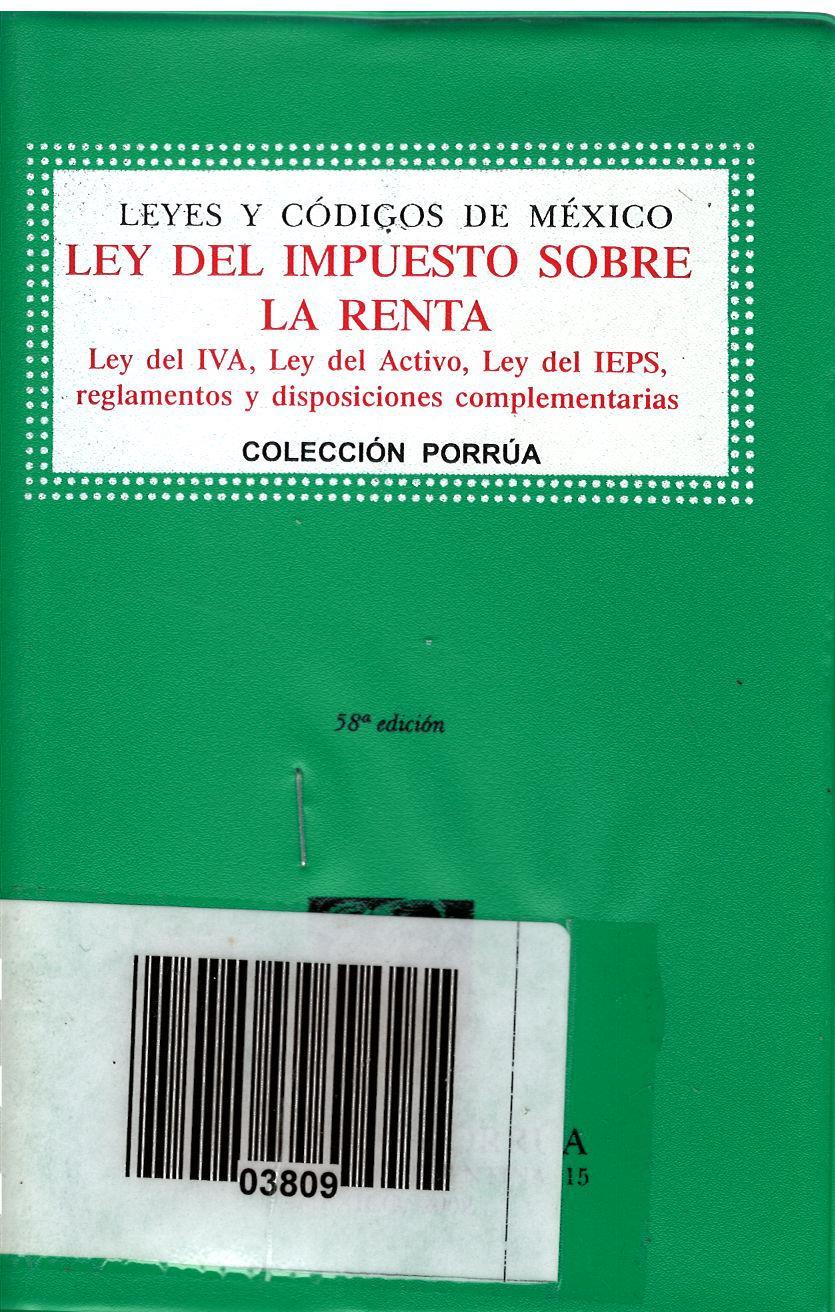 LEYES Y CÓDIGOS DE MÉXICO
LEY DEL IMPUESTO SOBRE
LA RENTA
Ley del IVA, Ley del Activo, Ley del IEPS,
reglamentos y disposiciones complementarias
COLECCIÓN PORRÚA
58ª edición
03809
A
15